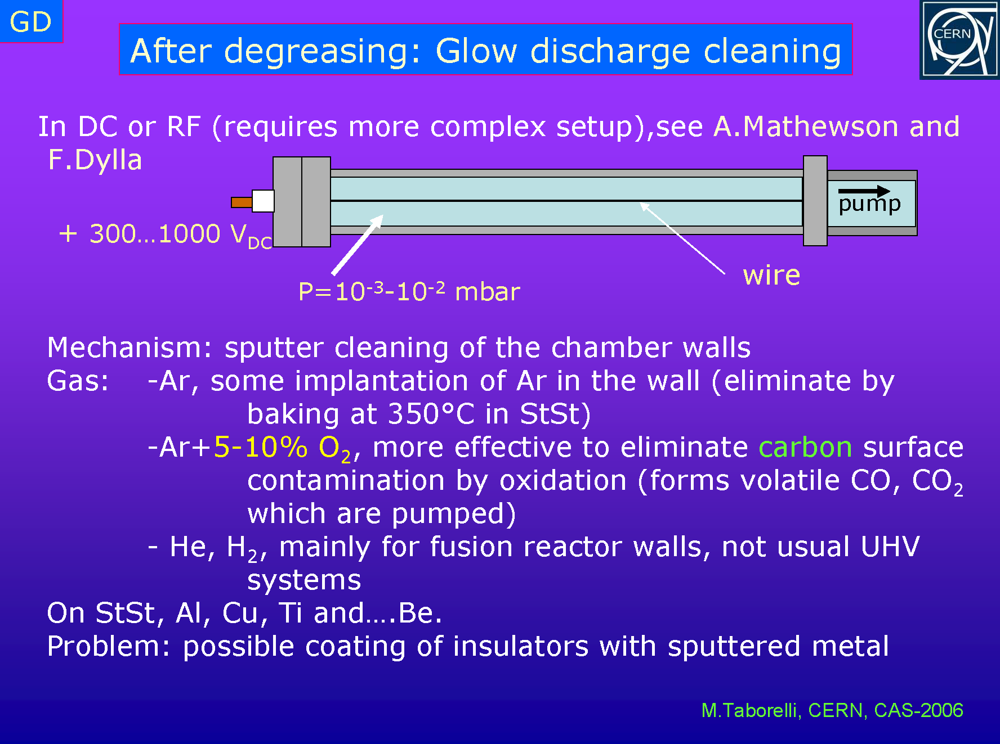 GD
After degreasing: Glow discharge cleaning
CERN
In DC or RF (requires more complex setup),see A.Mathewson and
F.Dylla
pump
+ 300...1000 V_DC
wire
P=10^-3-10^-2 mbar
Mechanism: sputter cleaning of the chamber walls
Gas: -Ar, some implantation of Ar in the wall (eliminate by
baking at 350°C in StSt)
-Ar+5-10% O₂, more effective to eliminate carbon surface
contamination by oxidation (forms volatile CO, CO₂
which are pumped)
- He, H₂, mainly for fusion reactor walls, not usual UHV
systems
On StSt, Al, Cu, Ti and....Be.
Problem: possible coating of insulators with sputtered metal
M.Taborelli, CERN, CAS-2006